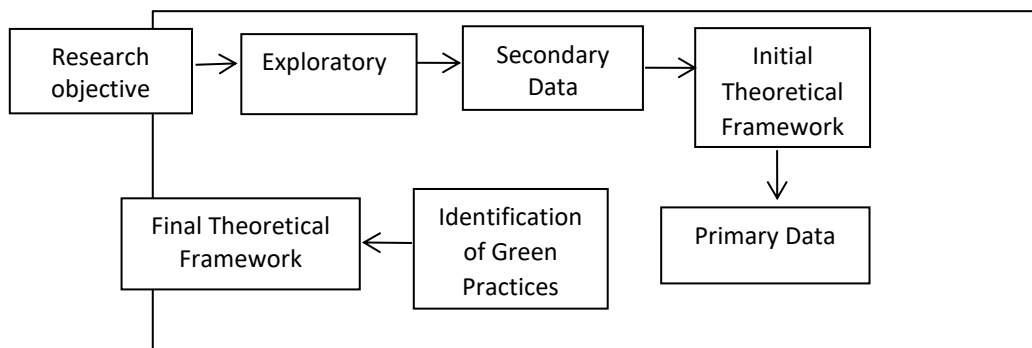 Research
objective
Exploratory
Secondary
Data
Initial
Theoretical
Framework
Final Theoretical
Framework
Identification
of Green
Practices
Primary Data